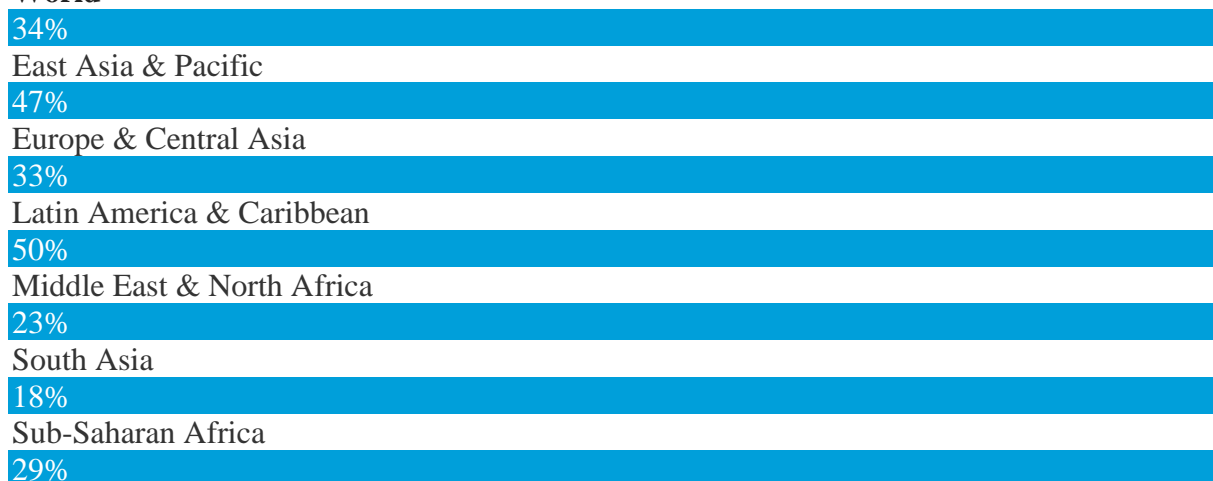 World
34%
East Asia & Pacific
47%
Europe & Central Asia
33%
Latin America & Caribbean
50%
Middle East & North Africa
23%
South Asia
18%
Sub-Saharan Africa
29%